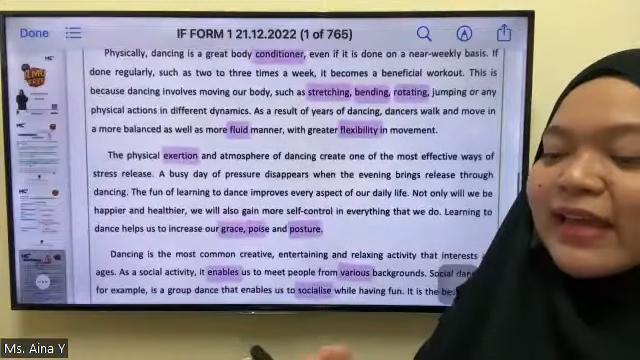 Done
IF FORM 1 21.12.2022 (1 of 765)
Physically, dancing is a great body conditioner, even if it is done on a near-weekly basis. If
done regularly, such as two to three times a week, it becomes a beneficial workout. This is
because dancing involves moving our body, such as stretching, bending, rotating, jumping or any
physical actions in different dynamics. As a result of years of dancing, dancers walk and move in
a more balanced as well as more fluid manner, with greater flexibility in movement.
The physical exertion and atmosphere of dancing create one of the most effective ways of
stress release. A busy day of pressure disappears when the evening brings release through
dancing. The fun of learning to dance improves every aspect of our daily life. Not only will we be
happier and healthier, we will also gain more self-control in everything that we do. Learning to
dance helps us to increase our grace, poise and posture.
Dancing is the most common creative, entertaining and relaxing activity that interests
ages. As a social activity, it enables us to meet people from various backgrounds. Social
for example, is a group dance that enables us to socialise while having fun. It is the
Ms. Aina Y